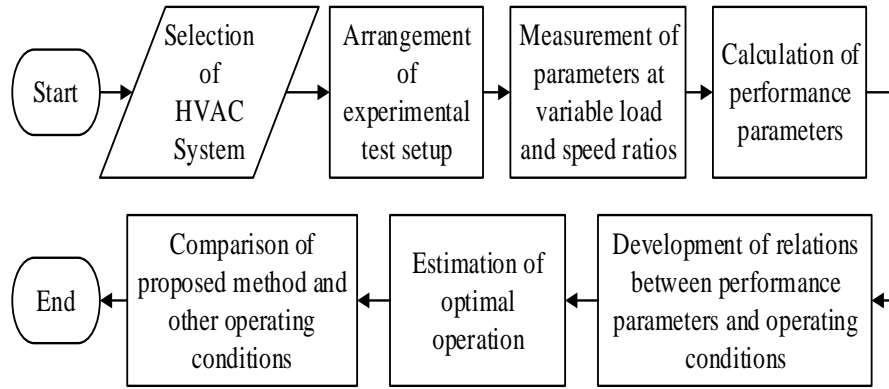 Start
Selection
of
HVAC
System
Arrangement
of
experimental
test setup
Measurement of
parameters at
variable load
and speed ratios
Calculation of
performance
parameters
Development of relations
between performance
parameters and operating
conditions
Estimation of
optimal
operation
Comparison of
proposed method and
other operating
conditions
End